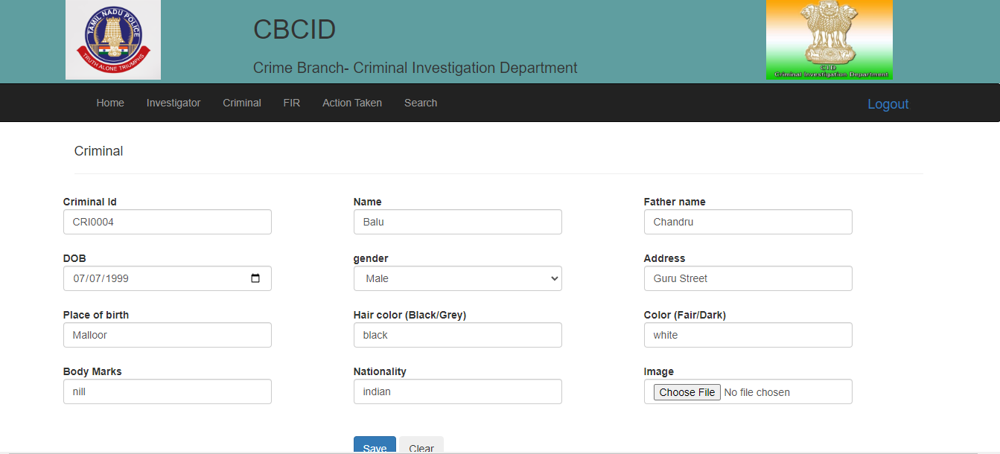 TAMIL NADU POLICE
TRUTH ALONE TRIUMPHS
CBCID
Crime Branch- Criminal Investigation Department
CID
Criminal Investigation Department
Home Investigator Criminal FIR Action Taken Search Logout
Criminal
Criminal Id Name Father name
CRI0004 Balu Chandru
DOB gender Address
07/07/1999 Male Guru Street
Place of birth Hair color (Black/Grey) Color (Fair/Dark)
Malloor black white
Body Marks Nationality Image
nill indian Choose File No file chosen
Save Clear